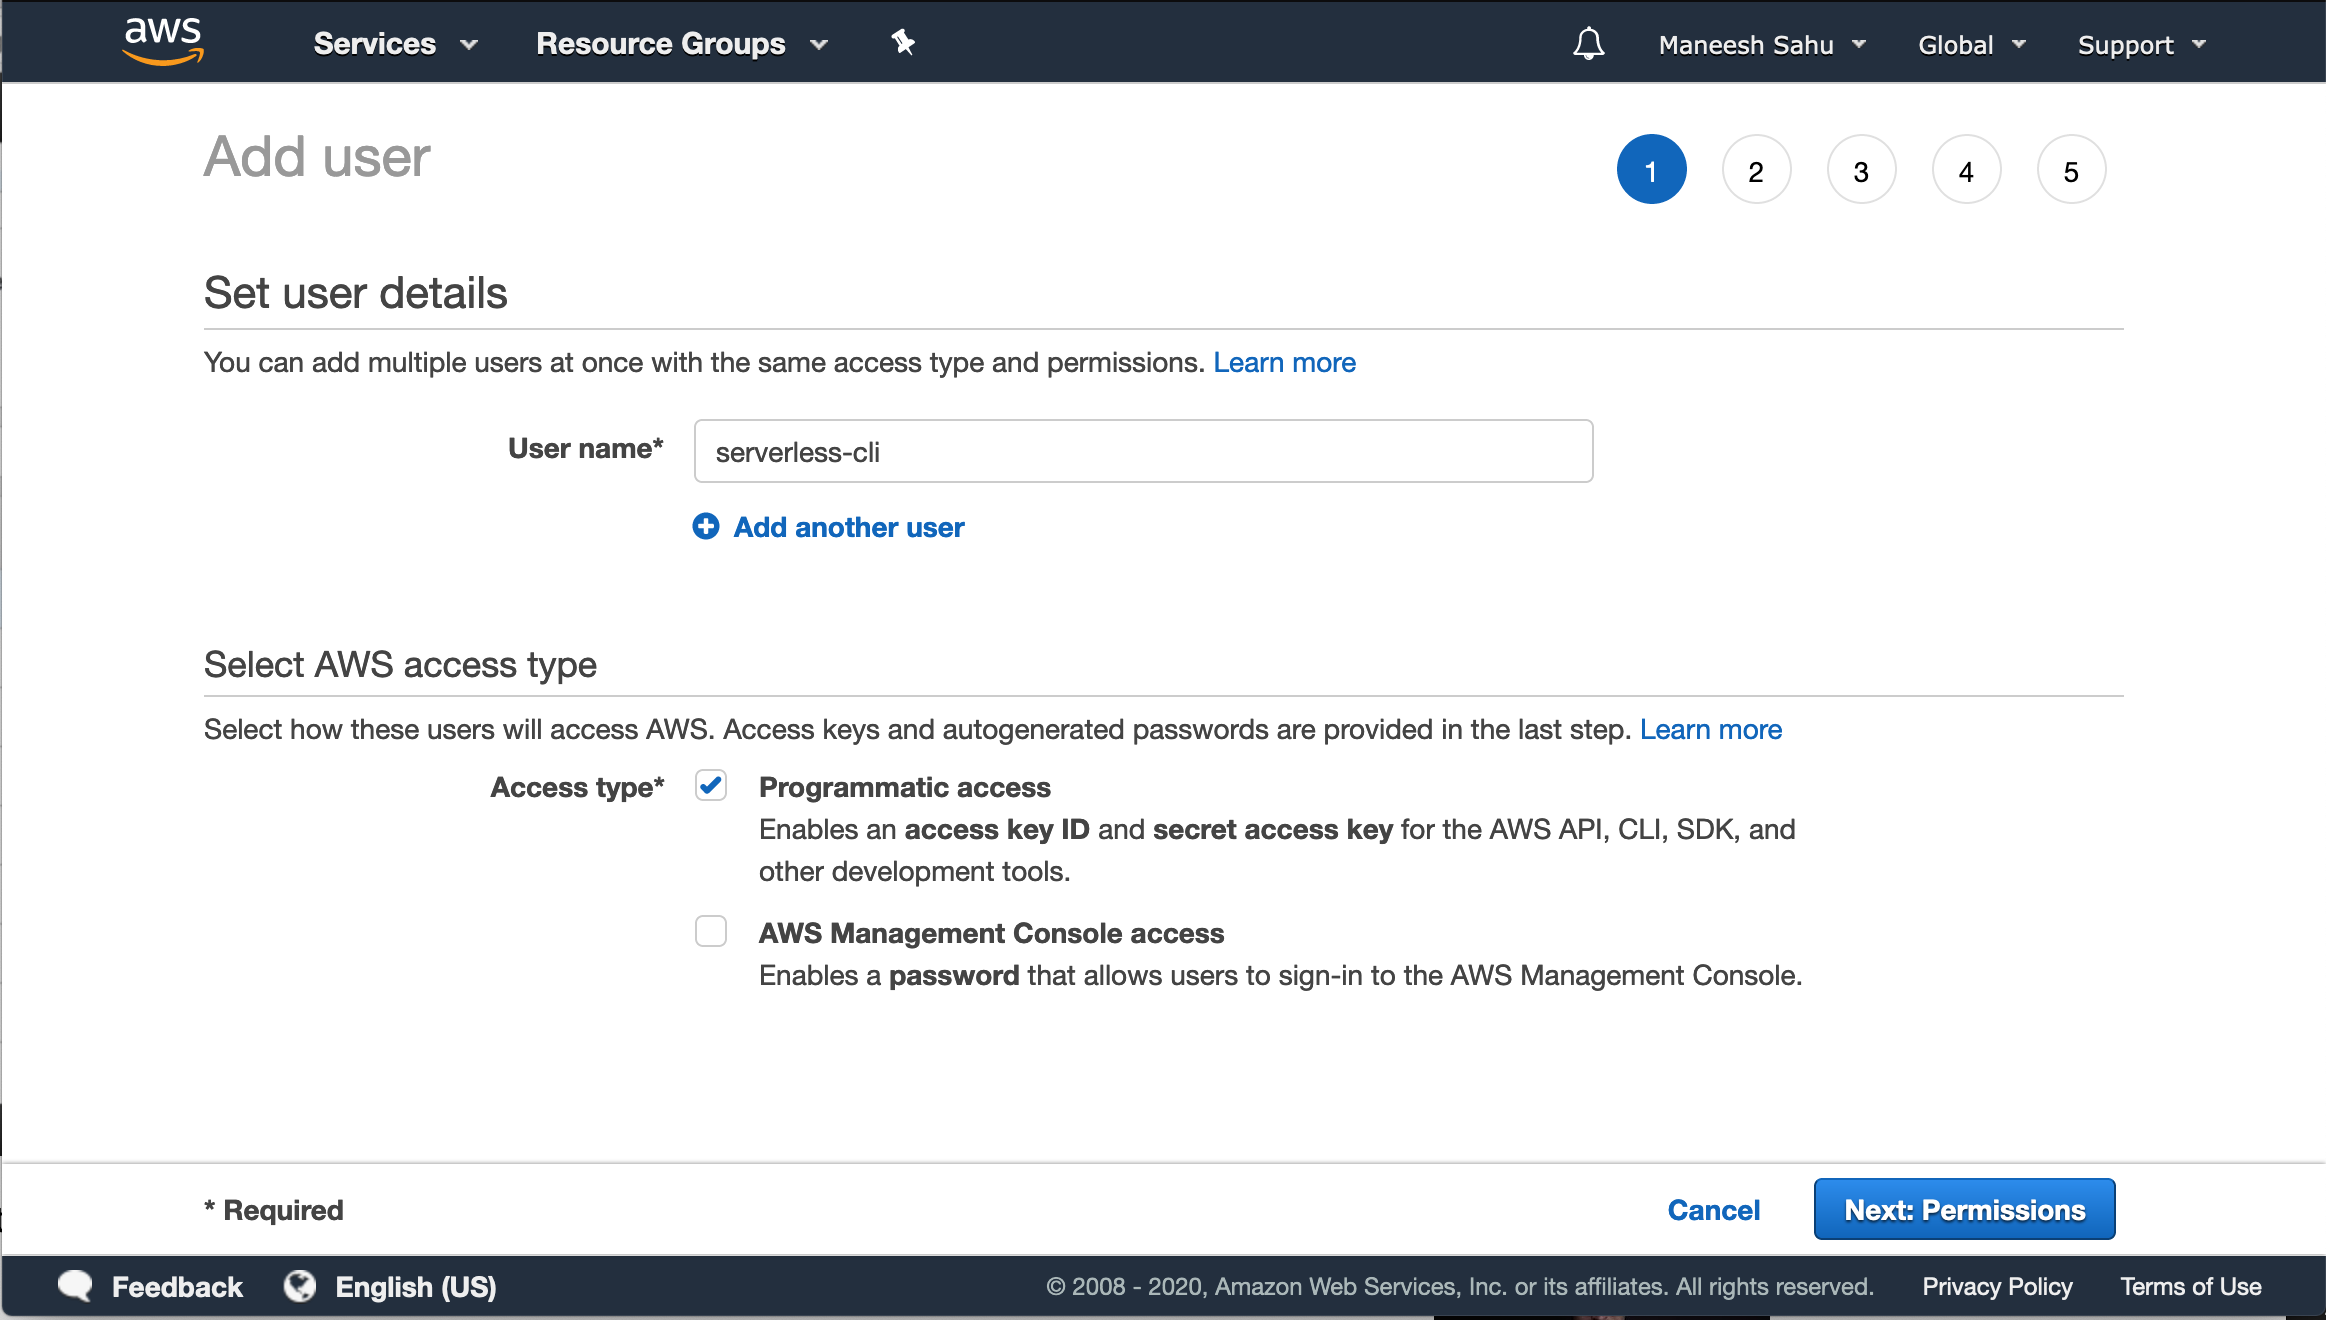 aws Services Resource Groups Maneesh Sahu Global Support
Add user 1 2 3 4 5
Set user details
You can add multiple users at once with the same access type and permissions. Learn more
User name* serverless-cli
Add another user
Select AWS access type
Select how these users will access AWS. Access keys and autogenerated passwords are provided in the last step. Learn more
Access type* Programmatic access
Enables an access key ID and secret access key for the AWS API, CLI, SDK, and
other development tools.
AWS Management Console access
Enables a password that allows users to sign-in to the AWS Management Console.
* Required Cancel Next: Permissions
Feedback English (US) © 2008 - 2020, Amazon Web Services, Inc. or its affiliates. All rights reserved. Privacy Policy Terms of Use